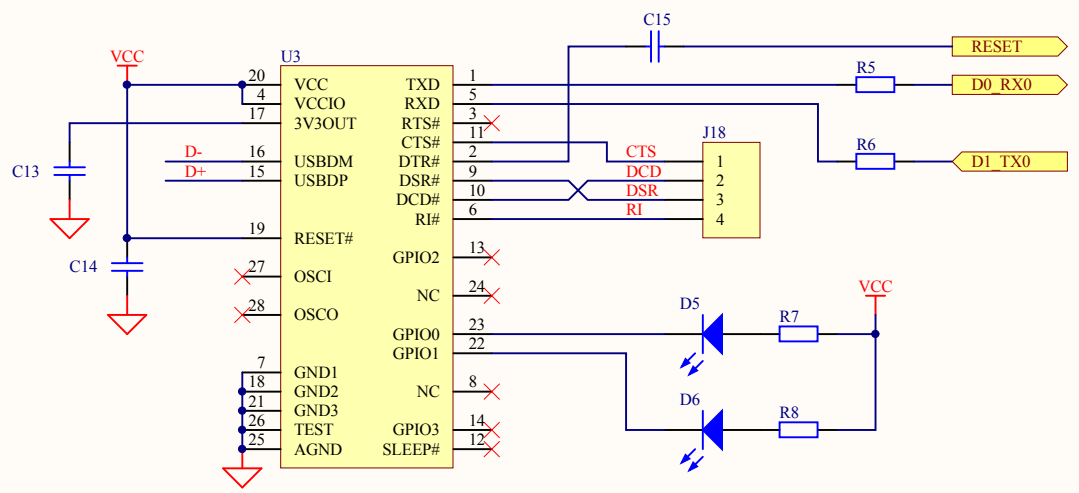 C15
RESET
U3
VCC
20 VCC TXD 1 R5 D0_RX0
4 VCCIO RXD 5
17 3V3OUT RTS# 3
CTS# 11 J18
16 D- USBDM DTR# 2 CTS 1 R6 D1_TX0
C13
15 D+ USBDP DSR# 9 DCD 2
DCD# 10 DSR 3
RI# 6 RI 4
19 RESET#
GPIO2 13
C14
27 OSCI
NC 24 VCC
28 OSCO D5 R7
GPIO0 23
GPIO1 22
7 GND1
18 GND2 NC 8
21 GND3 D6 R8
26 TEST GPIO3 14
25 AGND SLEEP# 12